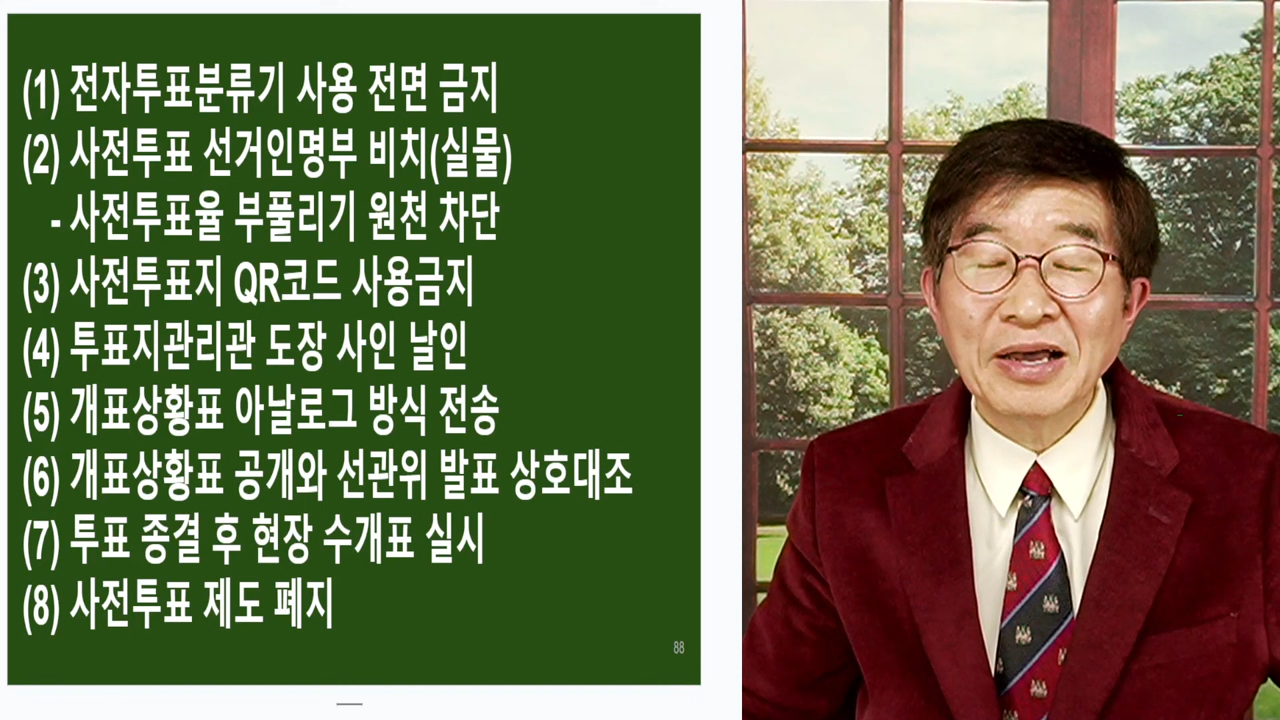 (1) 전자투표분류기 사용 전면 금지
(2) 사전투표 선거인명부 비치(실물)
- 사전투표율 부풀리기 원천 차단
(3) 사전투표지 QR코드 사용금지
(4) 투표지관리관 도장 사인 날인
(5) 개표상황표 아날로그 방식 전송
(6) 개표상황표 공개와 선관위 발표 상호대조
(7) 투표 종결 후 현장 수개표 실시
(8) 사전투표 제도 폐지
88